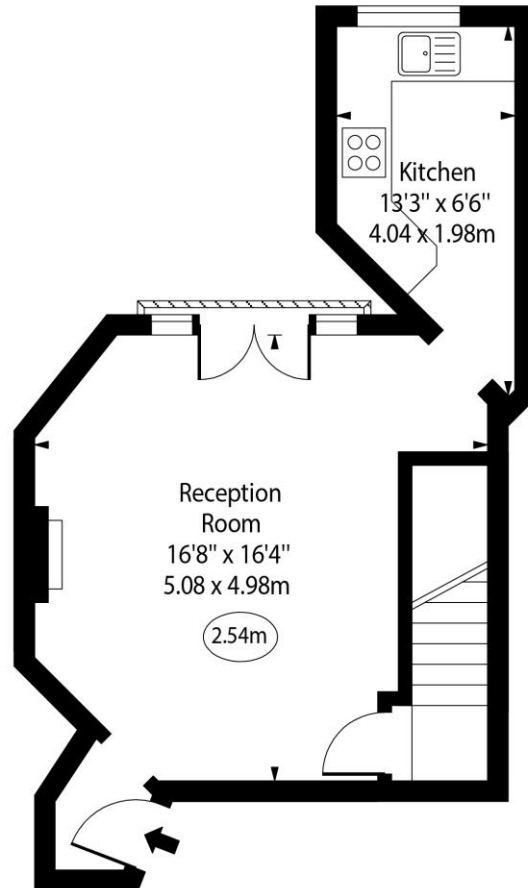 Kitchen
13'3" x 6'6"
4.04 x 1.98m
Reception
Room
16'8" x 16'4"
5.08 x 4.98m
2.54m